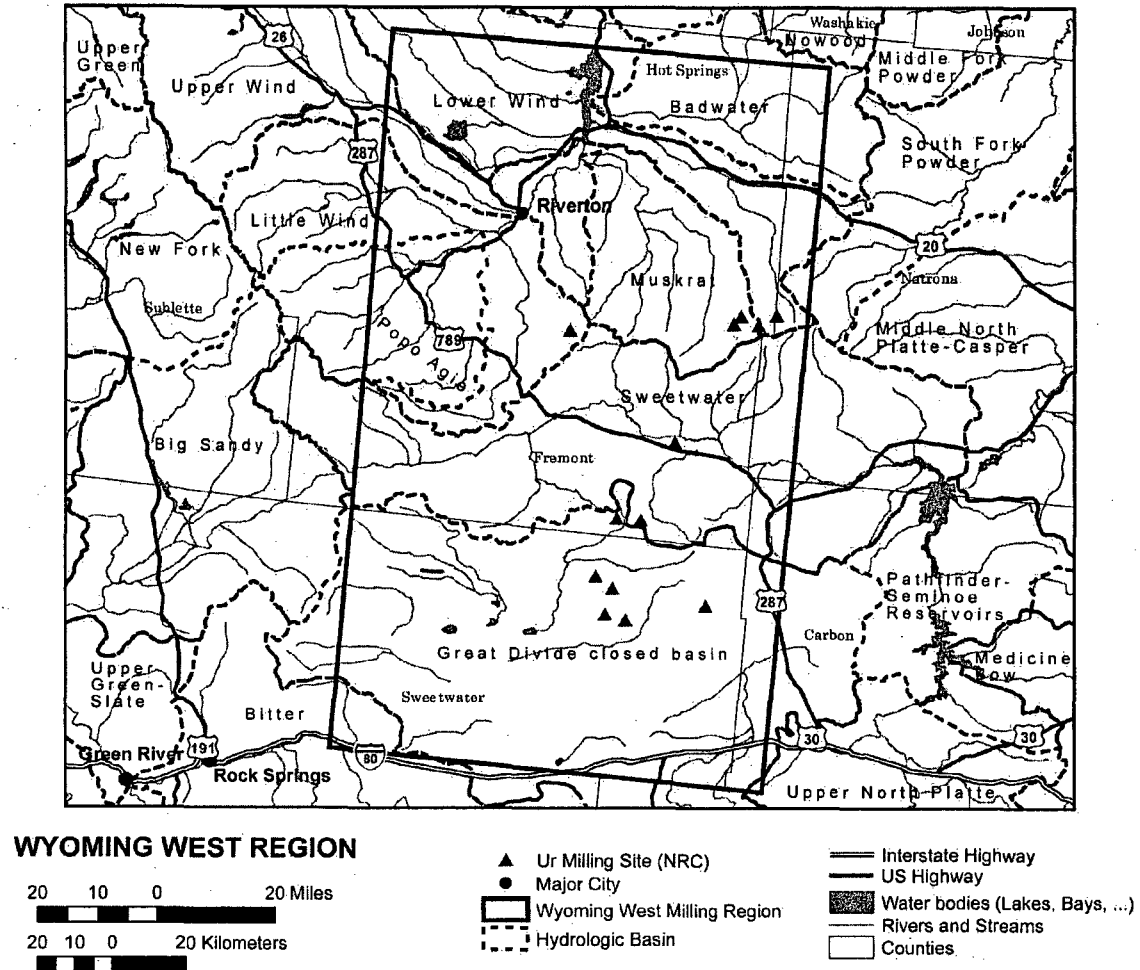 Washakie
Nowood
Johnson
26
Upper
Green
Middle Fork
Powder
Hot Springs
Upper Wind
Lower Wind
Badwater
South Fork
Powder
287
Riverton
Little Wind
New Fork
20
Muskrat
Natrona
Sublette
Popo Agie
789
Middle North
Platte-Casper
Sweetwater
Big Sandy
Fremont
Pathfinder-
Seminoe
Reservoirs
287
Carbon
Great Divide closed basin
Medicine
Bow
Upper
Green-
Slate
Sweetwater
Bitter
30
30
Green River
191
80
Rock Springs
Upper North Platte
WYOMING WEST REGION
20 10 0 20 Miles
20 10 0 20 Kilometers
Ur Milling Site (NRC)
Major City
Wyoming West Milling Region
Hydrologic Basin
Interstate Highway
US Highway
Water bodies (Lakes, Bays, ...)
Rivers and Streams
Counties